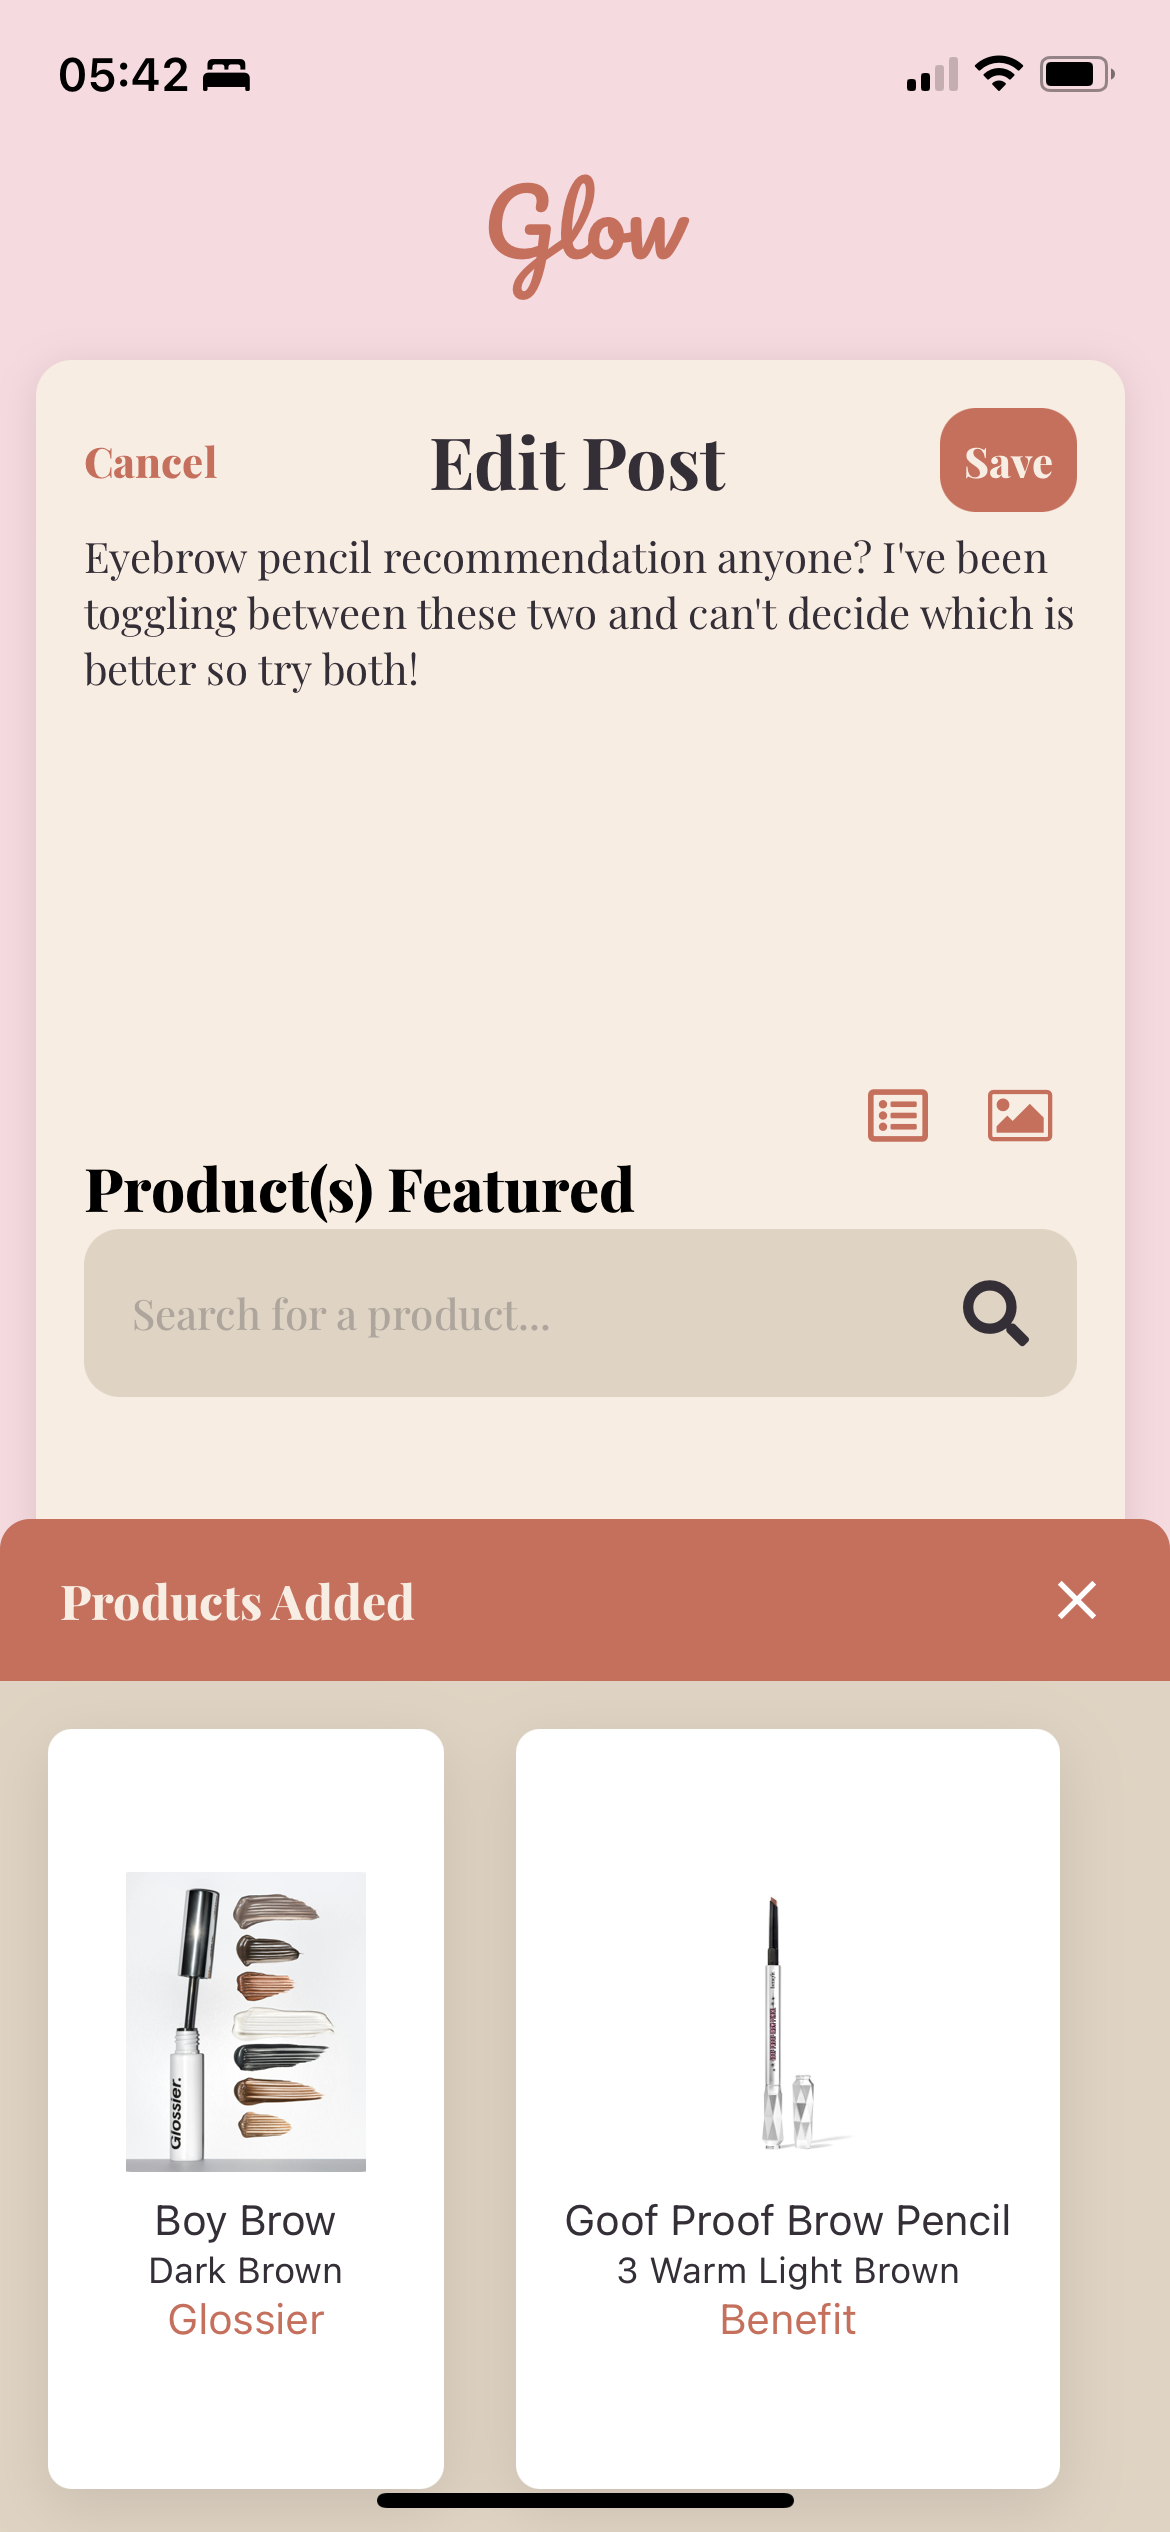 05:42
Glow
Cancel
Edit Post
Save
Eyebrow pencil recommendation anyone? I've been
toggling between these two and can't decide which is
better so try both!
Product(s) Featured
Search for a product...
Products Added
Glossier.
Boy Brow
Dark Brown
Glossier
Goof Proof Brow Pencil
3 Warm Light Brown
Benefit